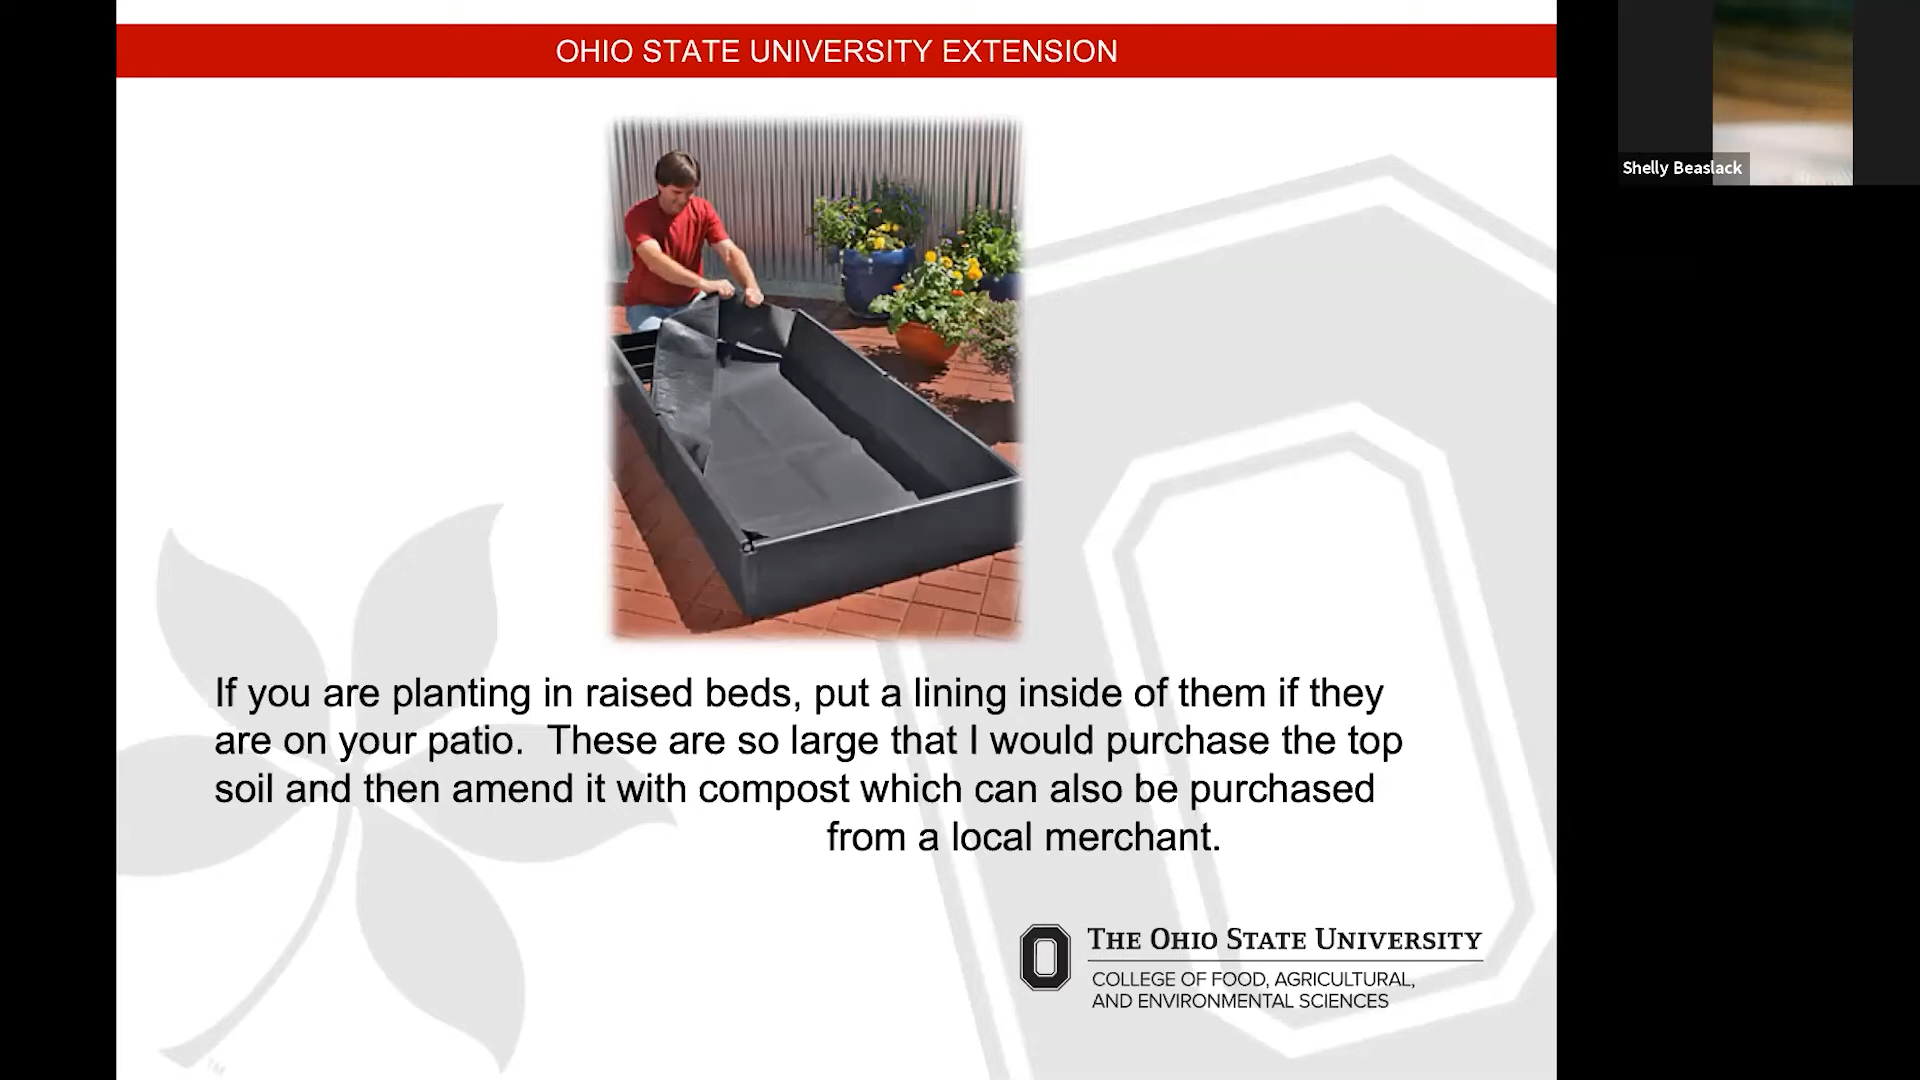 OHIO STATE UNIVERSITY EXTENSION
Shelly Beaslack
If you are planting in raised beds, put a lining inside of them if they
are on your patio.  These are so large that I would purchase the top
soil and then amend it with compost which can also be purchased
from a local merchant.
THE OHIO STATE UNIVERSITY
COLLEGE OF FOOD, AGRICULTURAL,
AND ENVIRONMENTAL SCIENCES
TM